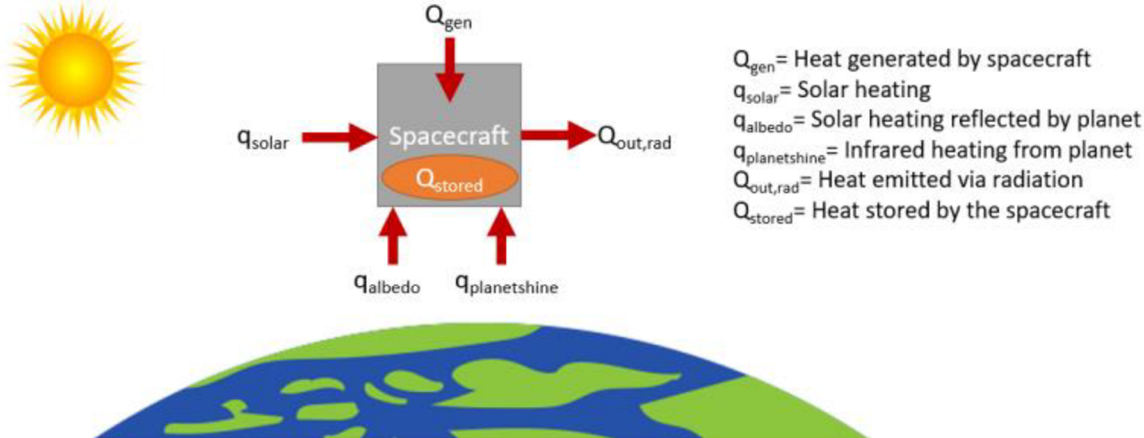 Qgen
qsolar
Spacecraft
Qout,rad
Qstored
qalbedo
qplanetshine
Qgen= Heat generated by spacecraft
qsolar= Solar heating
qalbedo= Solar heating reflected by planet
qplanetshine= Infrared heating from planet
Qout,rad= Heat emitted via radiation
Qstored= Heat stored by the spacecraft